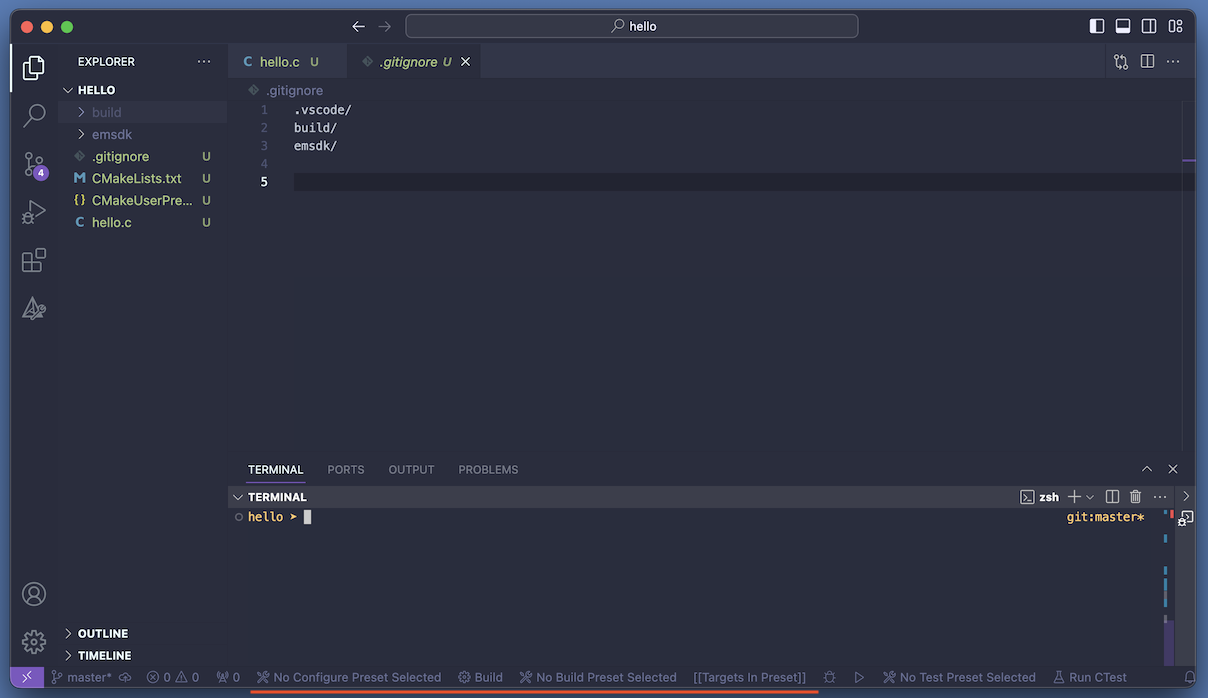 hello
EXPLORER
HELLO
build
emsdk
.gitignore U
CMakeLists.txt U
CMakeUserPre... U
hello.c U
OUTLINE
TIMELINE
hello.c U
.gitignore U
.gitignore
1 .vscode/
2 build/
3 emsdk/
4
5
TERMINAL PORTS OUTPUT PROBLEMS
TERMINAL zsh
hello ➤ git:master*
4
master* 0 0 0 No Configure Preset Selected Build No Build Preset Selected [[Targets In Preset]] No Test Preset Selected Run CTest